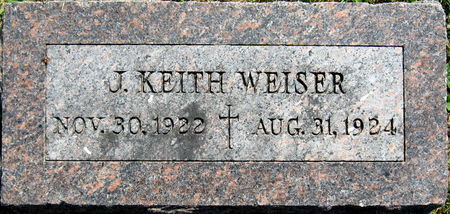 J. KEITH WEISER
NOV. 30, 1922 † AUG. 31, 1924